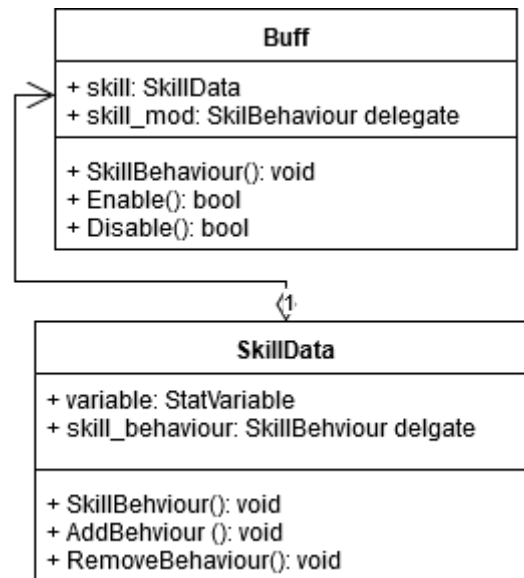 Buff
+ skill: SkillData
+ skill_mod: SkilBehaviour delegate
+ SkillBehaviour(): void
+ Enable(): bool
+ Disable(): bool
1
SkillData
+ variable: StatVariable
+ skill_behaviour: SkillBehviour delgate
+ SkillBehviour(): void
+ AddBehviour (): void
+ RemoveBehaviour(): void